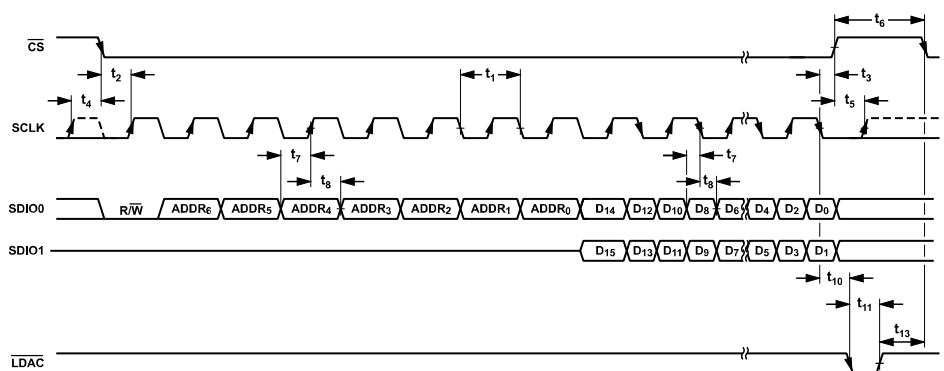 t6
CS
t2
t1
t3
t4
t5
SCLK
t7
t7
t8
t8
SDIO0
R/W
ADDR6
ADDR5
ADDR4
ADDR3
ADDR2
ADDR1
ADDR0
D14
D12
D10
D8
D6
D4
D2
D0
SDIO1
D15
D13
D11
D9
D7
D5
D3
D1
t10
t11
t13
LDAC